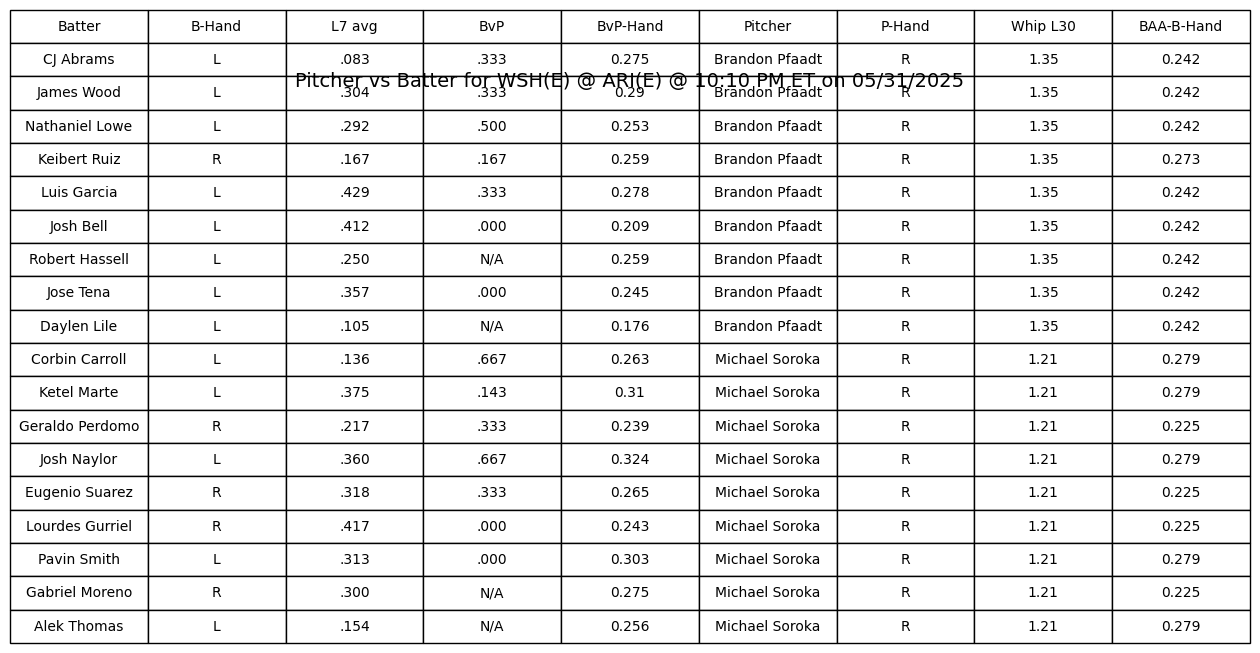 Batter B-Hand L7 avg BvP BvP-Hand Pitcher P-Hand Whip L30 BAA-B-Hand
CJ Abrams L .083 .333 0.275 Brandon Pfaadt R 1.35 0.242
Pitcher vs Batter for WSH(E) @ ARI(E) @ 10:10 PM ET on 05/31/2025
James Wood L .304 .333 0.29 Brandon Pfaadt R 1.35 0.242
Nathaniel Lowe L .292 .500 0.253 Brandon Pfaadt R 1.35 0.242
Keibert Ruiz R .167 .167 0.259 Brandon Pfaadt R 1.35 0.273
Luis Garcia L .429 .333 0.278 Brandon Pfaadt R 1.35 0.242
Josh Bell L .412 .000 0.209 Brandon Pfaadt R 1.35 0.242
Robert Hassell L .250 N/A 0.259 Brandon Pfaadt R 1.35 0.242
Jose Tena L .357 .000 0.245 Brandon Pfaadt R 1.35 0.242
Daylen Lile L .105 N/A 0.176 Brandon Pfaadt R 1.35 0.242
Corbin Carroll L .136 .667 0.263 Michael Soroka R 1.21 0.279
Ketel Marte L .375 .143 0.31 Michael Soroka R 1.21 0.279
Geraldo Perdomo R .217 .333 0.239 Michael Soroka R 1.21 0.225
Josh Naylor L .360 .667 0.324 Michael Soroka R 1.21 0.279
Eugenio Suarez R .318 .333 0.265 Michael Soroka R 1.21 0.225
Lourdes Gurriel R .417 .000 0.243 Michael Soroka R 1.21 0.225
Pavin Smith L .313 .000 0.303 Michael Soroka R 1.21 0.279
Gabriel Moreno R .300 N/A 0.275 Michael Soroka R 1.21 0.225
Alek Thomas L .154 N/A 0.256 Michael Soroka R 1.21 0.279